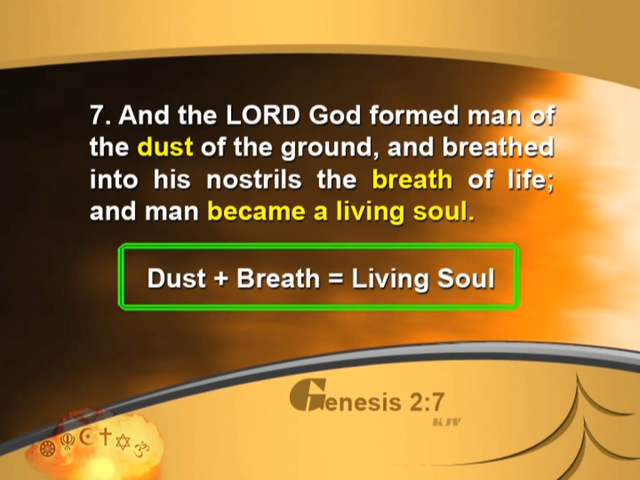 7. And the LORD God formed man of
the dust of the ground, and breathed
into his nostrils the breath of life;
and man became a living soul.
Dust + Breath = Living Soul
Genesis 2:7
KJV